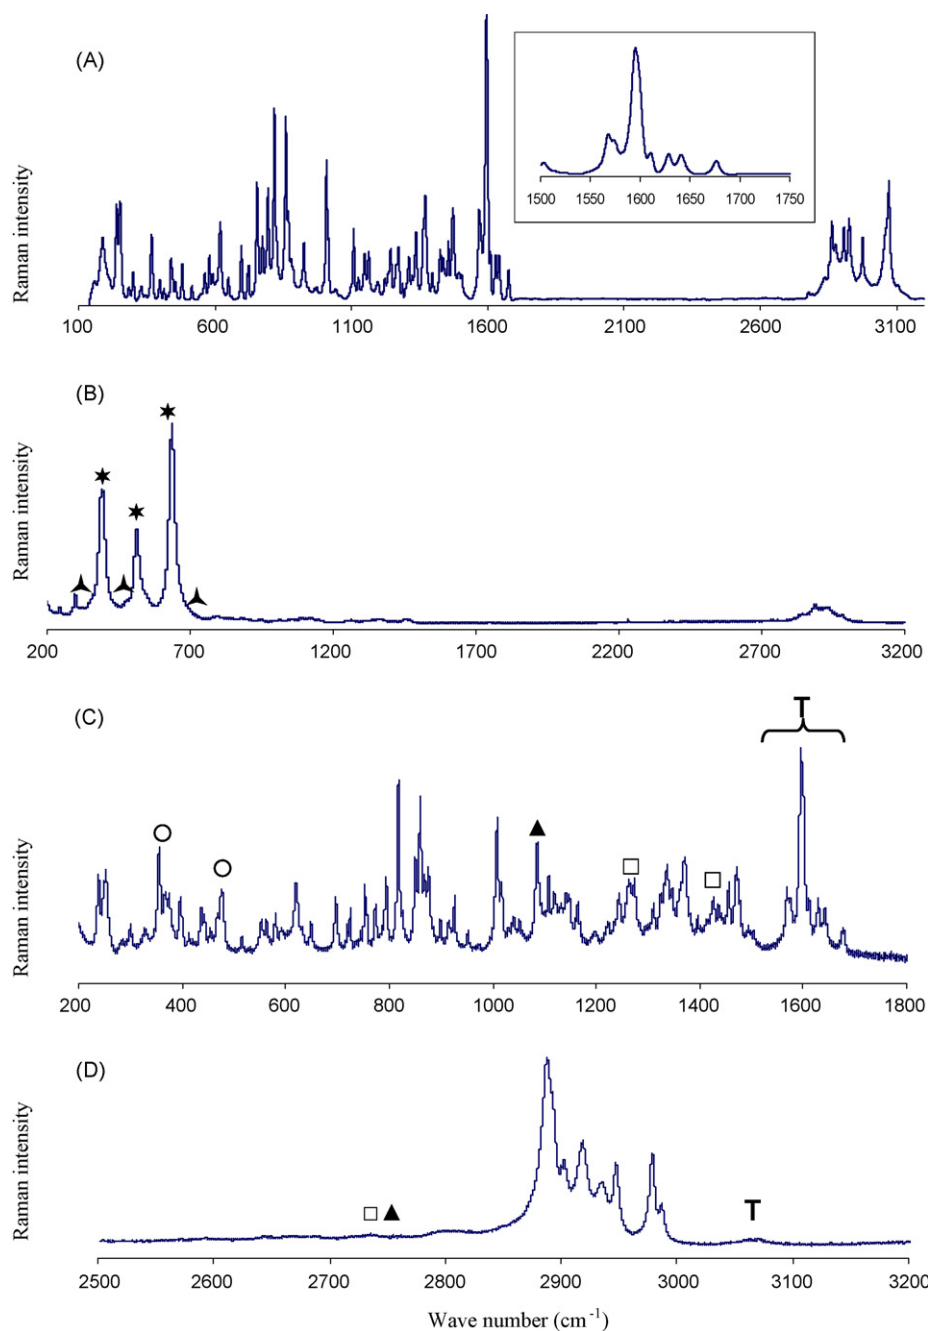 (A)
Raman intensity
1500 1550 1600 1650 1700 1750
100 600 1100 1600 2100 2600 3100
(B)
Raman intensity
200 700 1200 1700 2200 2700 3200
(C)
T
Raman intensity
200 400 600 800 1000 1200 1400 1600 1800
(D)
Raman intensity
T
2500 2600 2700 2800 2900 3000 3100 3200
Wave number (cm⁻¹)